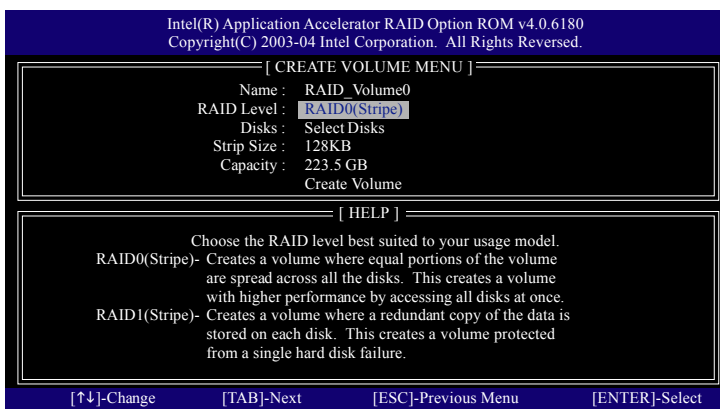 Intel(R) Application Accelerator RAID Option ROM v4.0.6180
Copyright(C) 2003-04 Intel Corporation. All Rights Reversed.
[ CREATE VOLUME MENU ]
Name : RAID_Volume0
RAID Level : RAID0(Stripe)
Disks : Select Disks
Strip Size : 128KB
Capacity : 223.5 GB
Create Volume
[ HELP ]
Choose the RAID level best suited to your usage model.
RAID0(Stripe)- Creates a volume where equal portions of the volume
are spread across all the disks. This creates a volume
with higher performance by accessing all disks at once.
RAID1(Stripe)- Creates a volume where a redundant copy of the data is
stored on each disk. This creates a volume protected
from a single hard disk failure.
[↑↓]-Change [TAB]-Next [ESC]-Previous Menu [ENTER]-Select